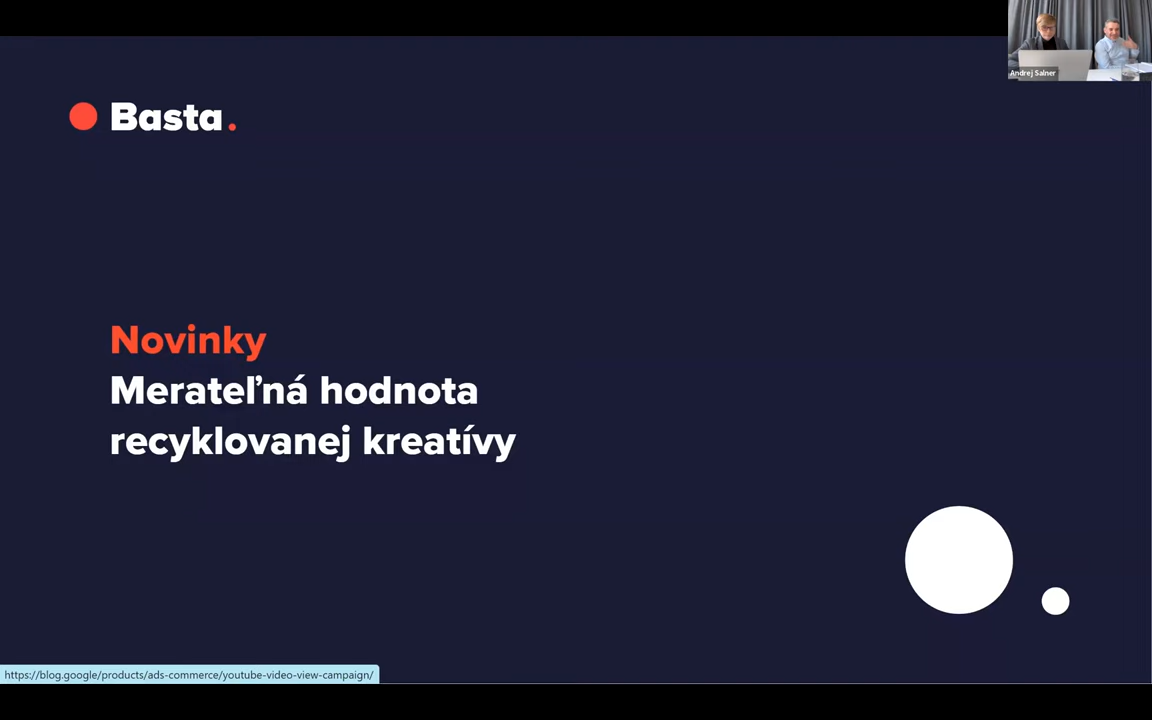 Andrej Salner
Basta.
Novinky
Merateľná hodnota
recyklovanej kreatívy
https://blog.google/products/ads-commerce/youtube-video-view-campaign/